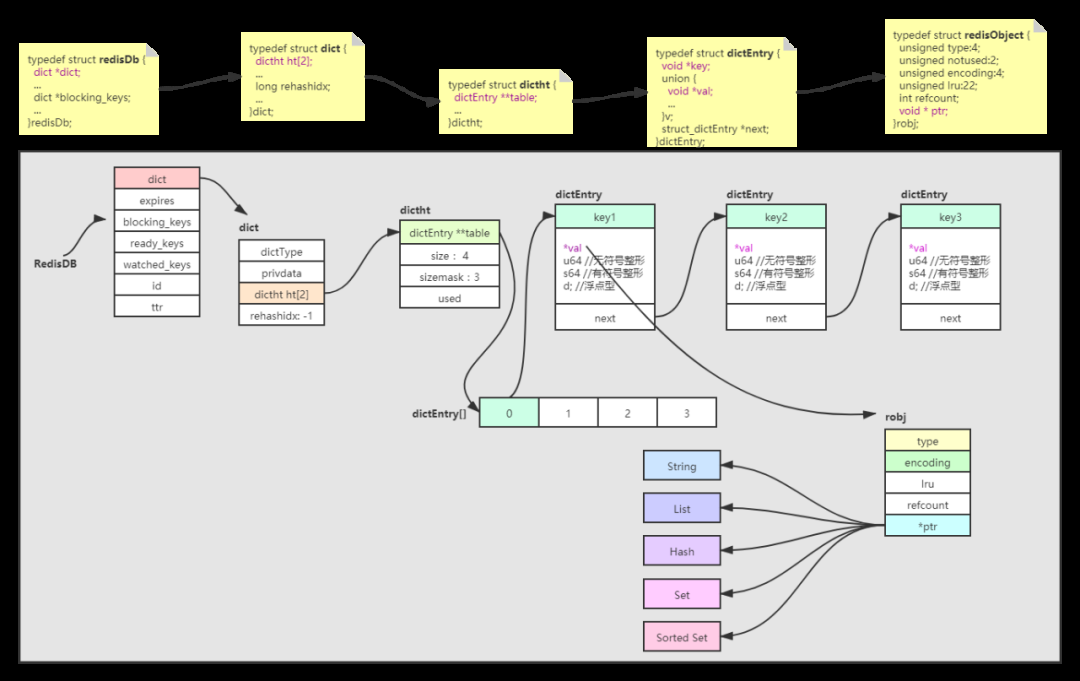 typedef struct redisDb {
dict *dict;
...
dict *blocking_keys;
...
}redisDb;
typedef struct dict {
dictht ht[2];
...
long rehashidx;
...
}dict;
typedef struct dictht {
dictEntry **table;
...
}dictht;
typedef struct dictEntry {
void *key;
union {
void *val;
...
}v;
struct_dictEntry *next;
}dictEntry;
typedef struct redisObject {
unsigned type:4;
unsigned notused:2;
unsigned encoding:4;
unsigned lru:22;
int refcount;
void * ptr;
}robj;
RedisDB
dict
expires
blocking_keys
ready_keys
watched_keys
id
ttr
dict
dictType
privdata
dictht ht[2]
rehashidx: -1
dictht
dictEntry **table
size： 4
sizemask：3
used
dictEntry
key1
*val
u64 //无符号整形
s64 //有符号整形
d; //浮点型
next
dictEntry
key2
*val
u64 //无符号整形
s64 //有符号整形
d; //浮点型
next
dictEntry
key3
*val
u64 //无符号整形
s64 //有符号整形
d; //浮点型
next
dictEntry[]
0
1
2
3
robj
type
encoding
lru
refcount
*ptr
String
List
Hash
Set
Sorted Set